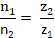 n₁/n₂ = z₂/z₁